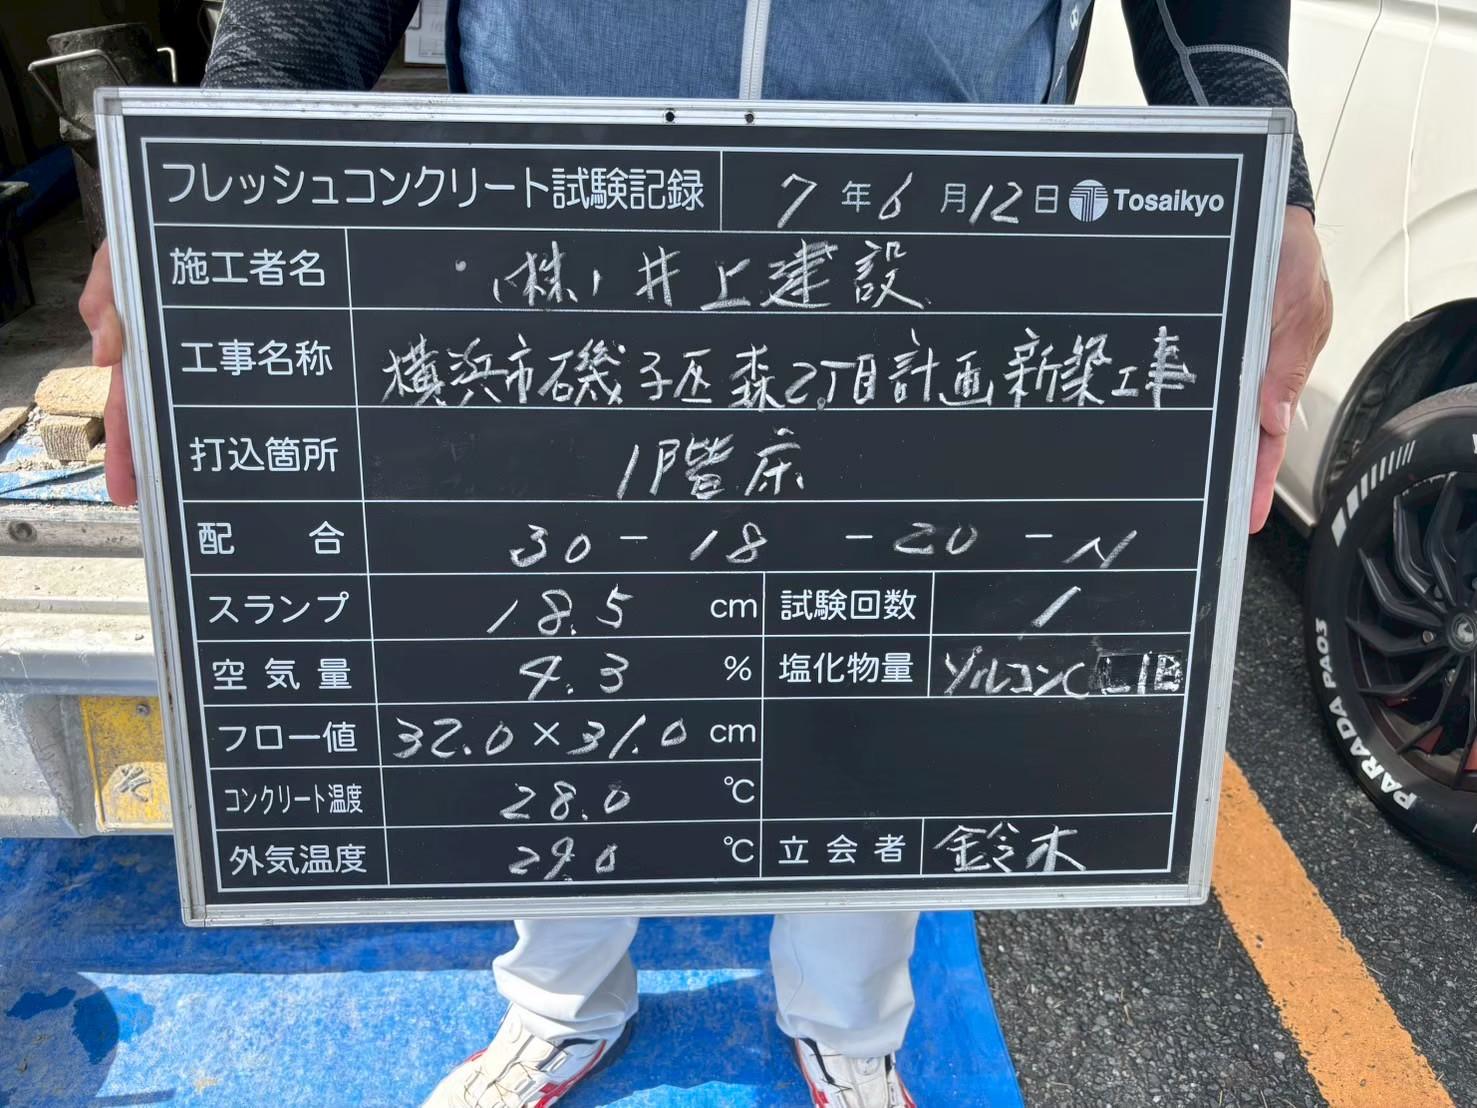 フレッシュコンクリート試験記録 7年6月12日 Tosaikyo
施工者名 (株)井上建設
工事名称 横浜市磯子区森2丁目計画新築工事
打込箇所 1階床
配合 30-18-20-N
スランプ 18.5 cm 試験回数 1
空気量 4.3 % 塩化物量 ソルコンC L1B
フロー値 32.0×31.0 cm
コンクリート温度 28.0 ℃
外気温度 29.0 ℃ 立会者 鈴木
PARADA PA03